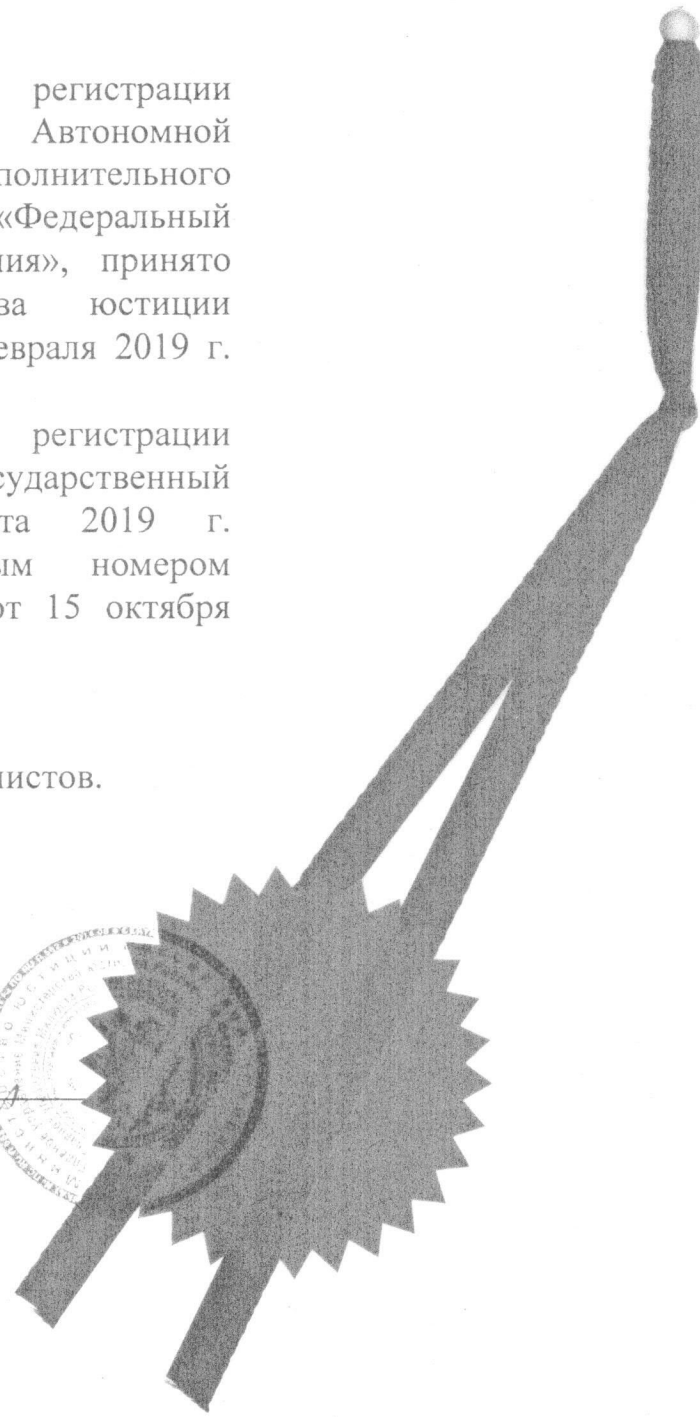 регистрации
Автономной
полнительного
«Федеральный
ния», принято
ва юстиции
евраля 2019 г.
регистрации
сударственный
та 2019 г.
ым номером
от 15 октября
листов.